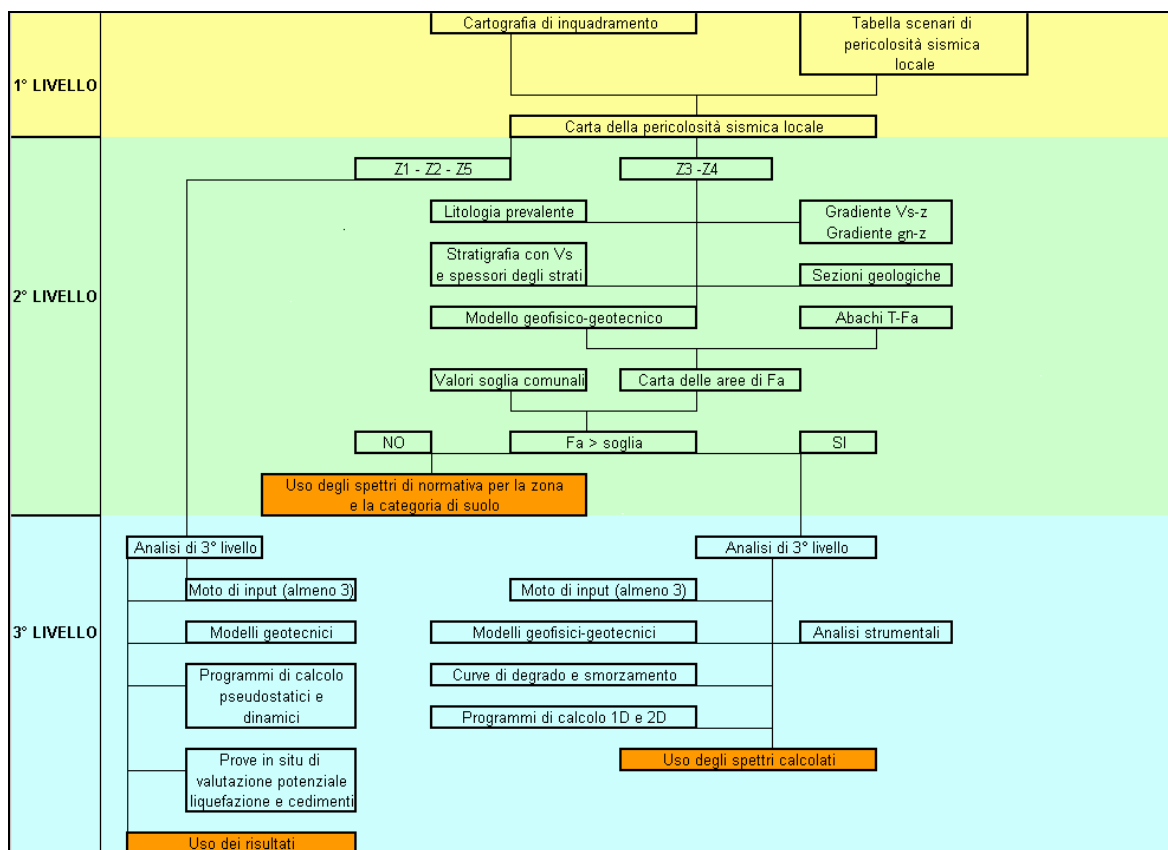 Cartografia di inquadramento
Tabella scenari di
pericolosità sismica
locale
1° LIVELLO
Carta della pericolosità sismica locale
Z1 - Z2 - Z5
Z3 -Z4
Litologia prevalente
Gradiente Vs-z
Gradiente gn-z
Stratigrafia con Vs
e spessori degli strati
Sezioni geologiche
2° LIVELLO
Modello geofisico-geotecnico
Abachi T-Fa
Valori soglia comunali
Carta delle aree di Fa
NO
Fa > soglia
SI
Uso degli spettri di normativa per la zona
e la categoria di suolo
Analisi di 3° livello
Analisi di 3° livello
Moto di input (almeno 3)
Moto di input (almeno 3)
3° LIVELLO
Modelli geotecnici
Modelli geofisici-geotecnici
Analisi strumentali
Programmi di calcolo
pseudostatici e
dinamici
Curve di degrado e smorzamento
Programmi di calcolo 1D e 2D
Prove in situ di
valutazione potenziale
liquefazione e cedimenti
Uso degli spettri calcolati
Uso dei risultati